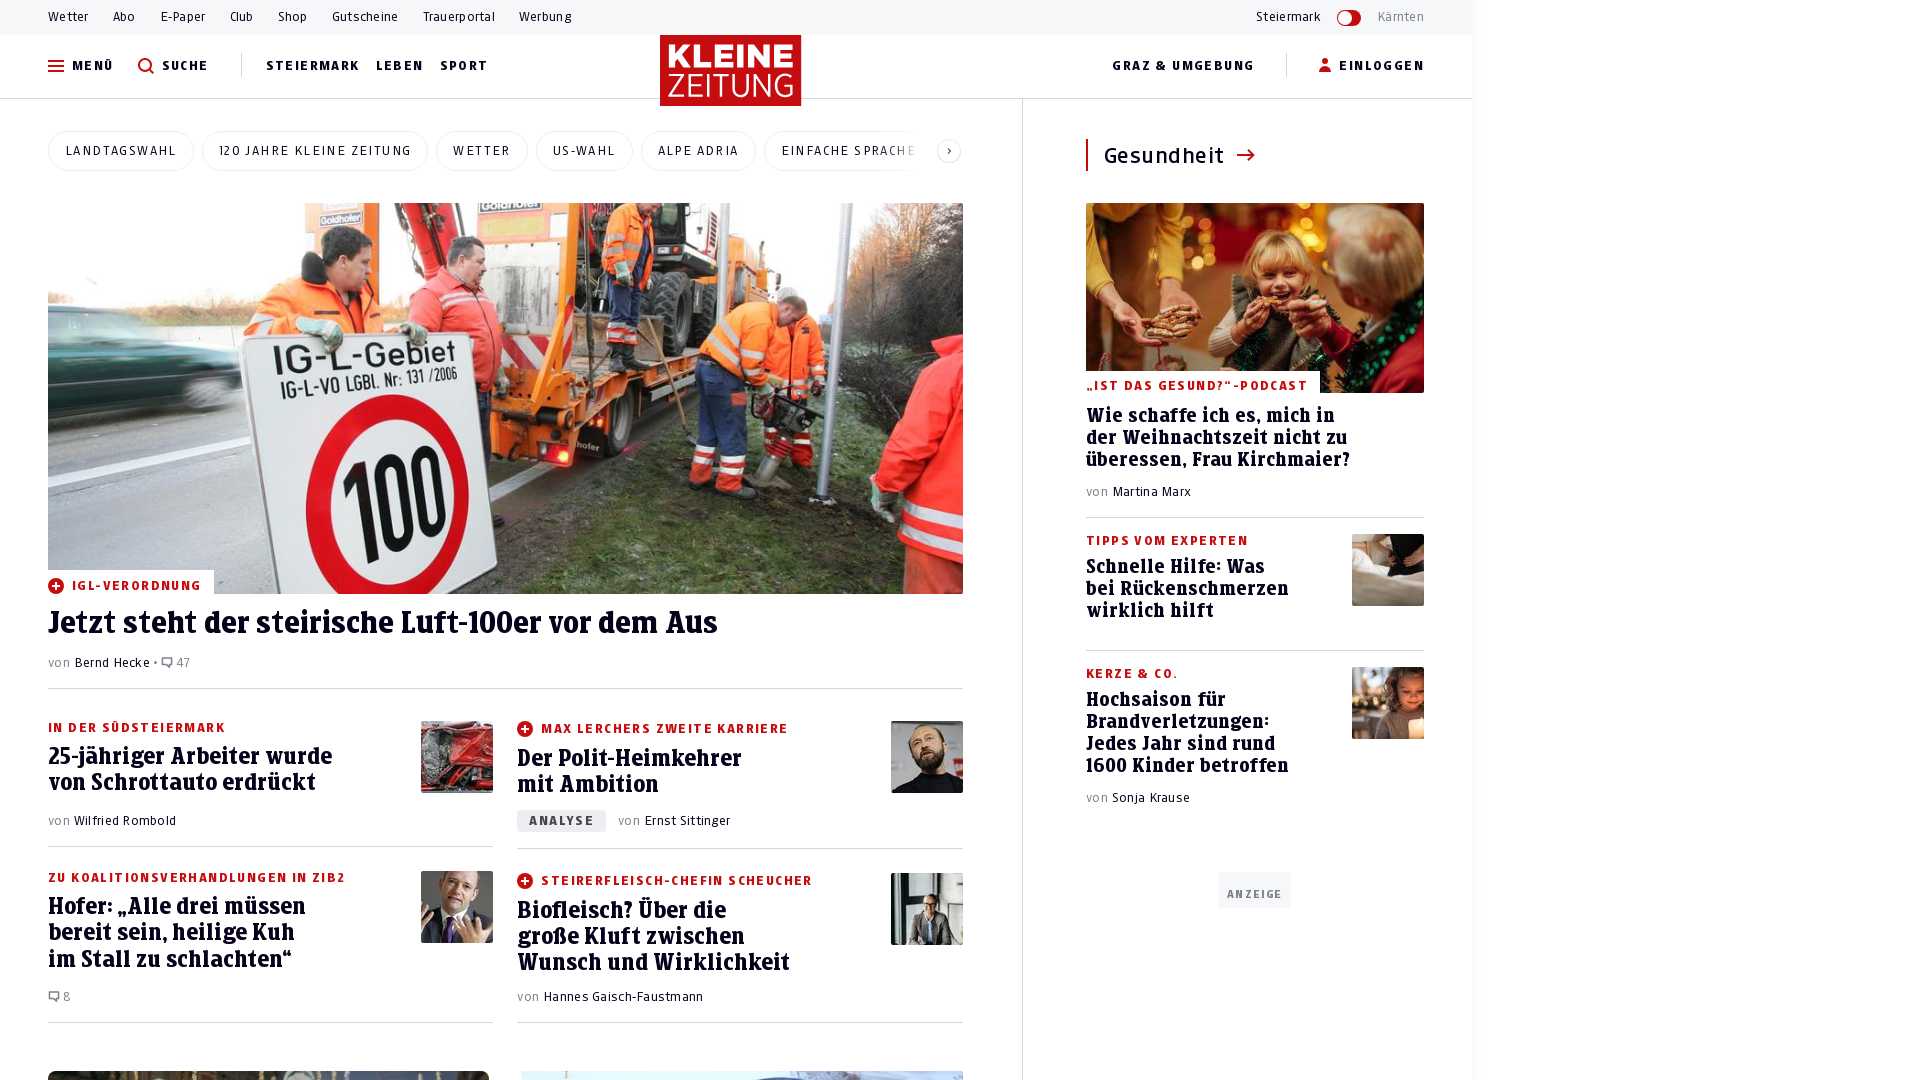 Wetter Abo E-Paper Club Shop Gutscheine Trauerportal Werbung Steiermark Kärnten
MENÜ SUCHE STEIERMARK LEBEN SPORT KLEINE ZEITUNG GRAZ & UMGEBUNG EINLOGGEN
LANDTAGSWAHL 120 JAHRE KLEINE ZEITUNG WETTER US-WAHL ALPE ADRIA EINFACHE SPRACHE
Goldhofer
Goldhofer
IG-L-Gebiet
IG-L-VO LGBl. Nr: 131 /2006
100
IGL-VERORDNUNG
Jetzt steht der steirische Luft-100er vor dem Aus
von Bernd Hecke • 47
IN DER SÜDSTEIERMARK
25-jähriger Arbeiter wurde
von Schrottauto erdrückt
von Wilfried Rombold
MAX LERCHERS ZWEITE KARRIERE
Der Polit-Heimkehrer
mit Ambition
ANALYSE von Ernst Sittinger
ZU KOALITIONSVERHANDLUNGEN IN ZIB2
Hofer: „Alle drei müssen
bereit sein, heilige Kuh
im Stall zu schlachten“
8
STEIRERFLEISCH-CHEFIN SCHEUCHER
Biofleisch? Über die
große Kluft zwischen
Wunsch und Wirklichkeit
von Hannes Gaisch-Faustmann
Gesundheit
„IST DAS GESUND?“-PODCAST
Wie schaffe ich es, mich in
der Weihnachtszeit nicht zu
überessen, Frau Kirchmaier?
von Martina Marx
TIPPS VOM EXPERTEN
Schnelle Hilfe: Was
bei Rückenschmerzen
wirklich hilft
KERZE & CO.
Hochsaison für
Brandverletzungen:
Jedes Jahr sind rund
1600 Kinder betroffen
von Sonja Krause
ANZEIGE